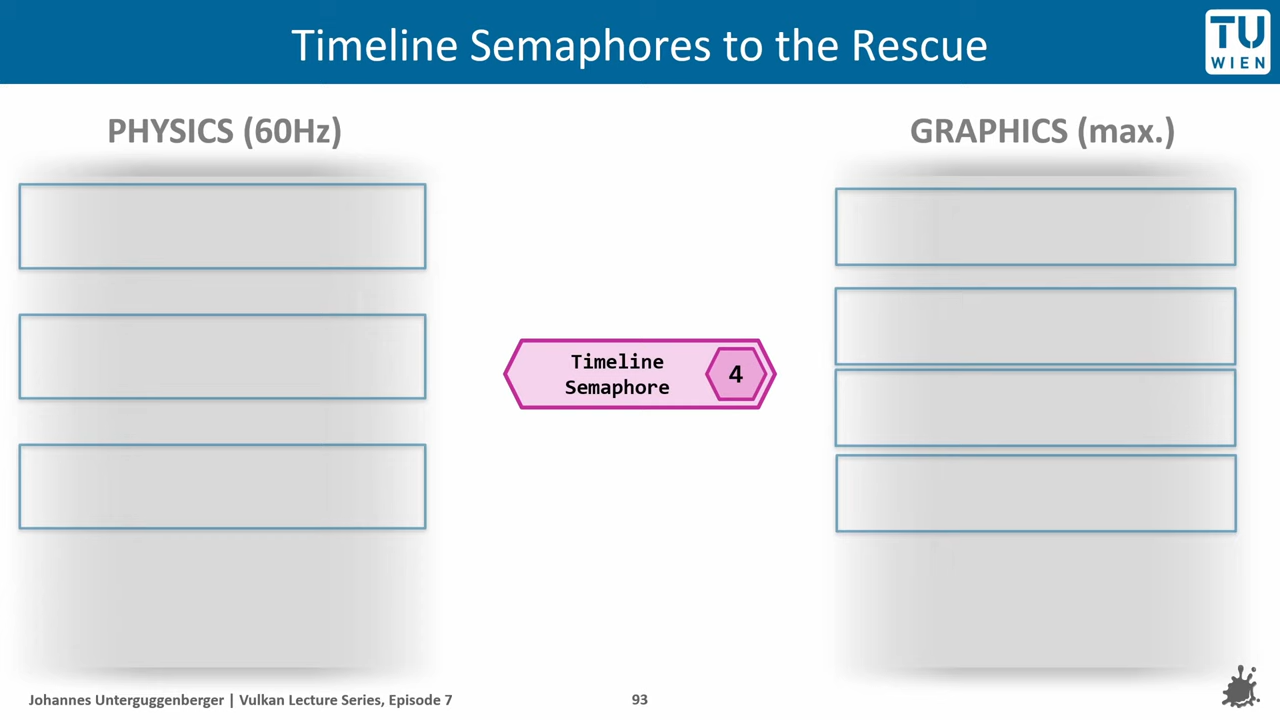 Timeline Semaphores to the Rescue
TU
WIEN
PHYSICS (60Hz)
GRAPHICS (max.)
Timeline
Semaphore
4
Johannes Unterguggenberger | Vulkan Lecture Series, Episode 7
93